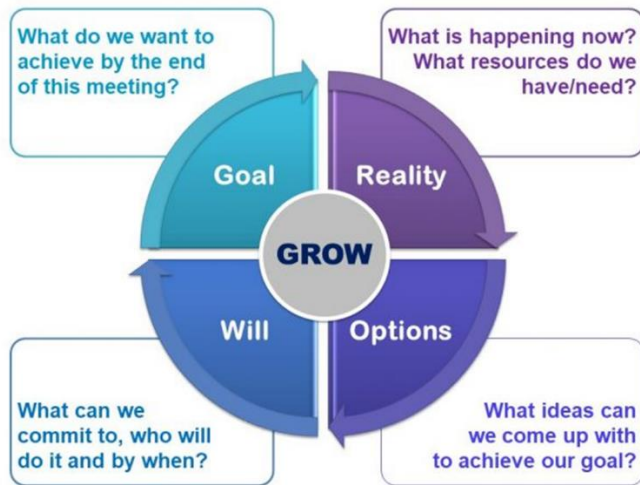 What do we want to
achieve by the end
of this meeting?
What is happening now?
What resources do we
have/need?
Goal
Reality
GROW
Will
Options
What can we
commit to, who will
do it and by when?
What ideas can
we come up with
to achieve our goal?